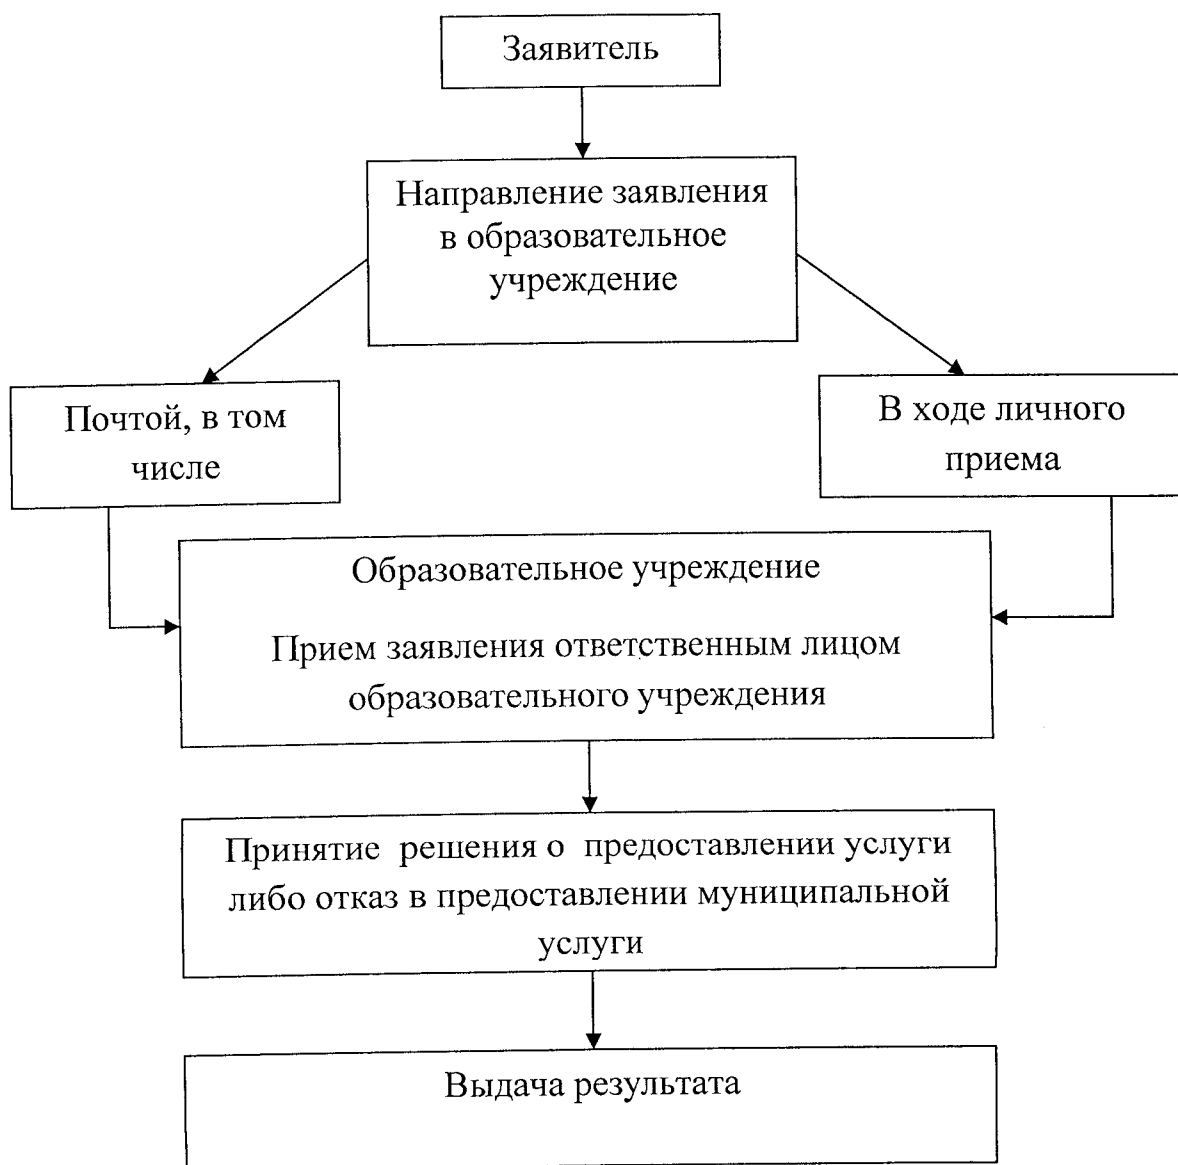 Заявитель
Направление заявления
в образовательное
учреждение
Почтой, в том
числе
В ходе личного
приема
Образовательное учреждение
Прием заявления ответственным лицом
образовательного учреждения
Принятие решения о предоставлении услуги
либо отказ в предоставлении муниципальной
услуги
Выдача результата